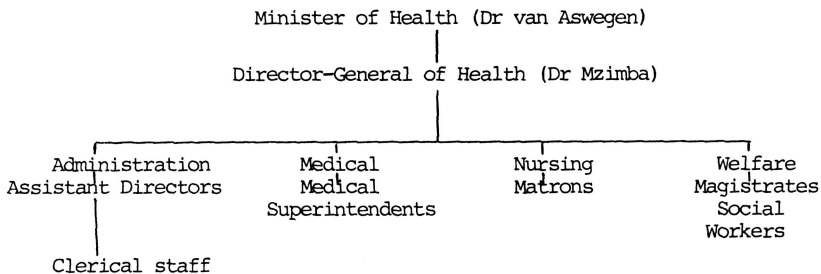 Minister of Health (Dr van Aswegen)
Director-General of Health (Dr Mzimba)
Administration Medical Nursing Welfare
Assistant Directors Medical Matrons Magistrates
Superintendents Social
Workers
Clerical staff